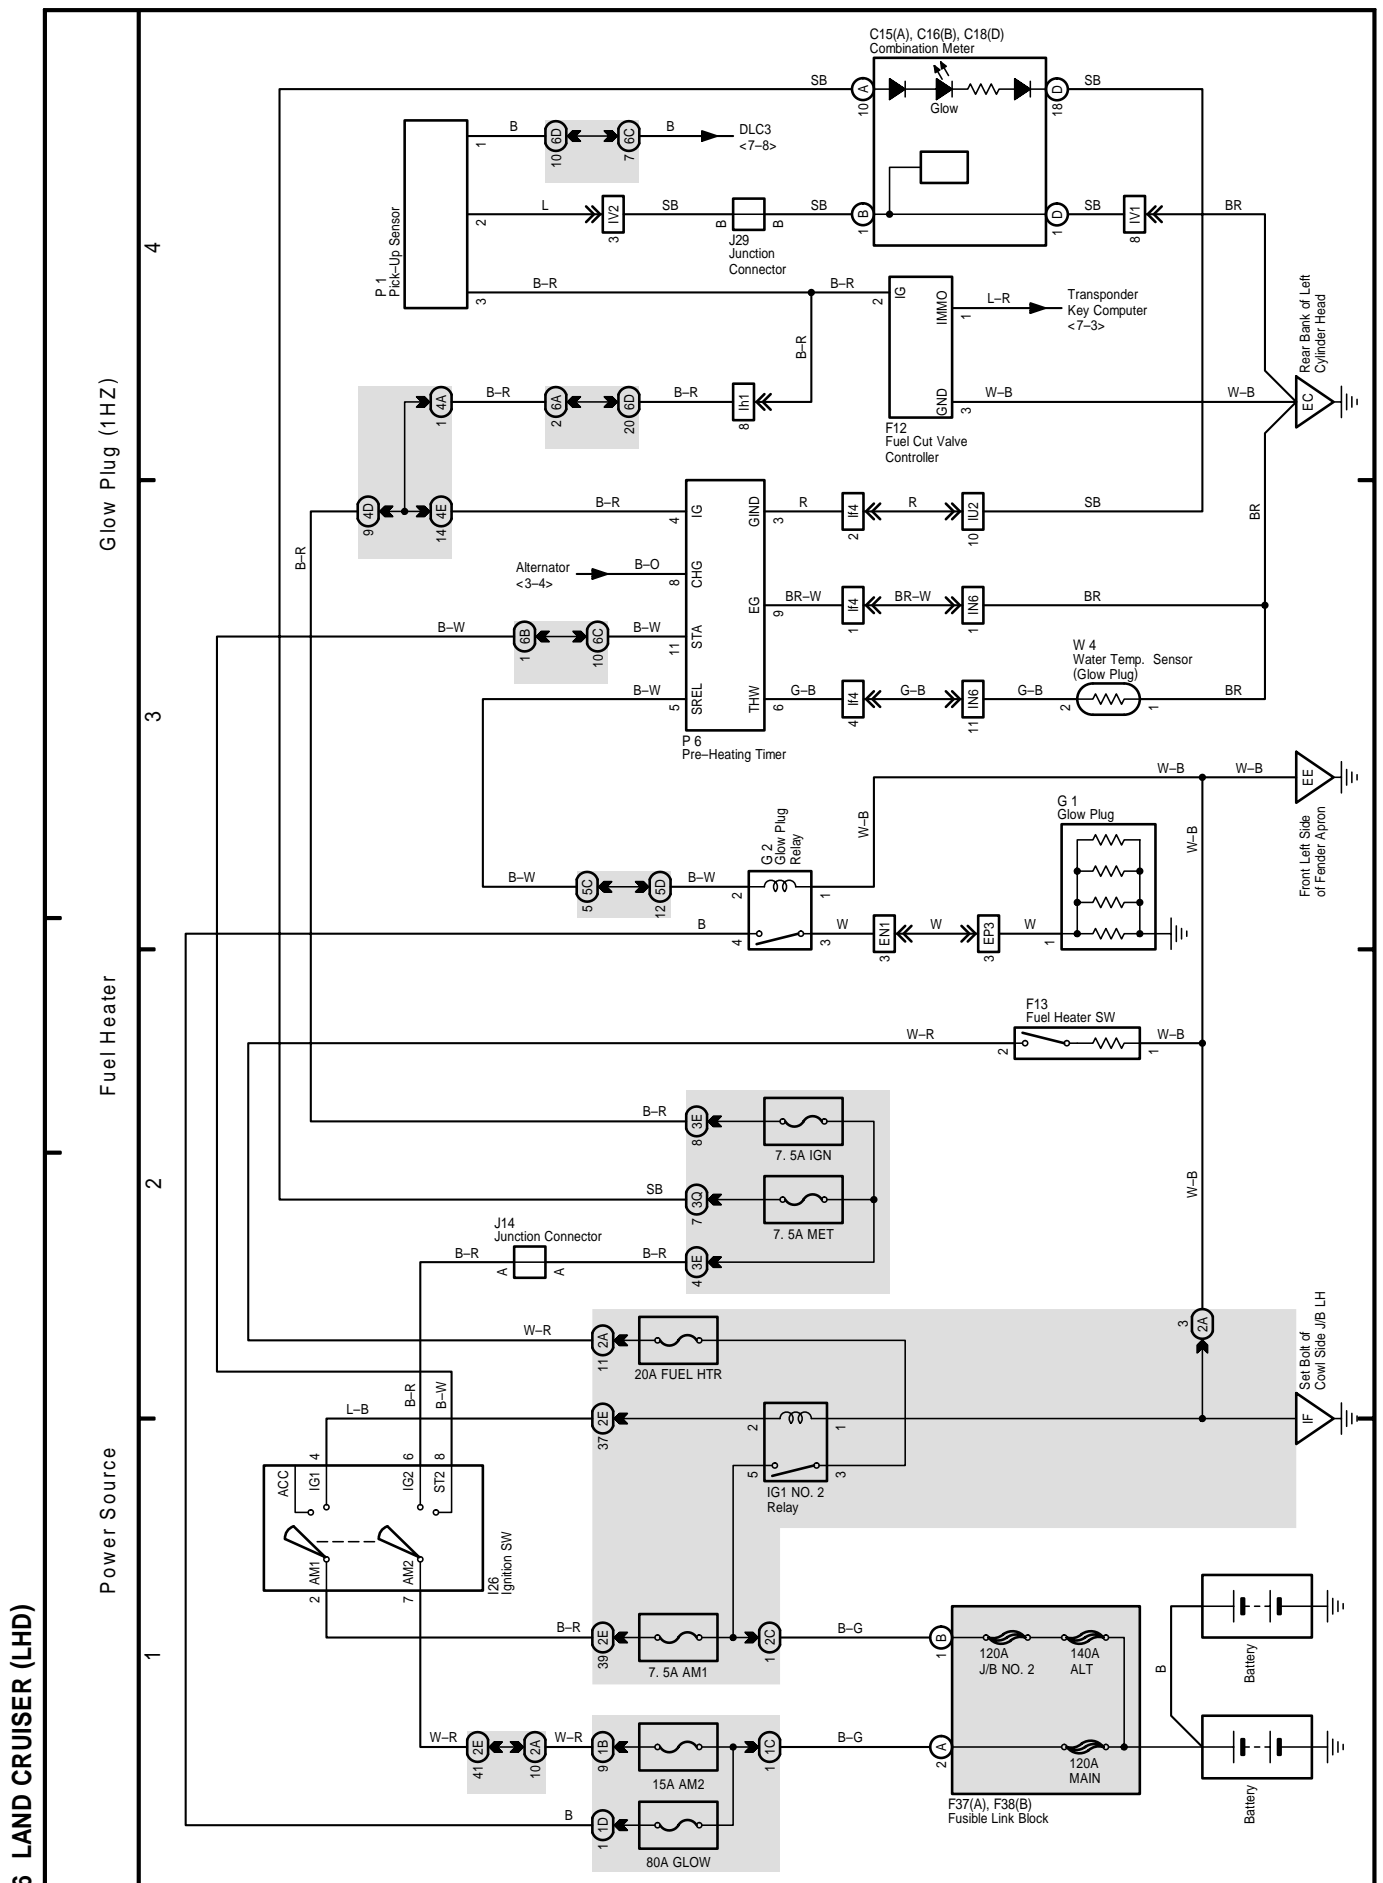 C15(A), C16(B), C18(D)
Combination Meter
SB
10
A
Glow
D
18
SB
P 1
Pick–Up Sensor
1
B
6D
10
6C
7
B
DLC3
<7–8>
2
L
IV2
3
SB
B
B
J29
Junction
Connector
SB
B
1
D
1
SB
IV1
8
BR
3
B–R
B–R
B–R
2
IG
IMMO
1
L–R
Transponder
Key Computer
<7–3>
GND
3
W–B
W–B
F12
Fuel Cut Valve
Controller
EC
Rear Bank of Left
Cylinder Head
4
Glow Plug (1HZ)
4A
1
B–R
6A
2
6D
20
B–R
Ih1
8
4D
9
4E
14
B–R
B–R
4
IG
GIND
3
R
If4
2
R
IU2
10
SB
BR
Alternator
<3–4>
B–O
8
CHG
EG
9
BR–W
If4
1
BR–W
IN6
1
BR
B–W
6B
1
6C
10
B–W
11
STA
W 4
Water Temp. Sensor
(Glow Plug)
B–W
5
SREL
THW
6
G–B
If4
4
G–B
IN6
11
G–B
2
1
BR
P 6
Pre–Heating Timer
3
W–B
W–B
EE
Front Left Side
of Fender Apron
G 1
Glow Plug
W–B
W–B
G 2
Glow Plug
Relay
B–W
5C
5
5D
12
B–W
2
1
B
4
3
W
EN1
3
W
EP3
3
W
1
Fuel Heater
F13
Fuel Heater SW
W–R
2
1
W–B
B–R
3E
8
7. 5A IGN
2
SB
3Q
7
7. 5A MET
W–B
J14
Junction Connector
B–R
A
A
B–R
3E
4
W–R
2A
11
20A FUEL HTR
3
2A
Set Bolt of
Cowl Side J/B LH
B–R
B–W
L–B
2E
37
2
1
5
3
IG1 NO. 2
Relay
IF
Power Source
4
6
8
ACC
IG1
IG2
ST2
AM1
AM2
2
7
I26
Ignition SW
B–R
2E
39
7. 5A AM1
2C
1
B–G
B
1
120A
J/B NO. 2
140A
ALT
B
Battery
1
W–R
2E
41
2A
10
W–R
1B
9
15A AM2
1C
1
B–G
A
2
120A
MAIN
Battery
F37(A), F38(B)
Fusible Link Block
B
1D
1
80A GLOW
LAND CRUISER (LHD)